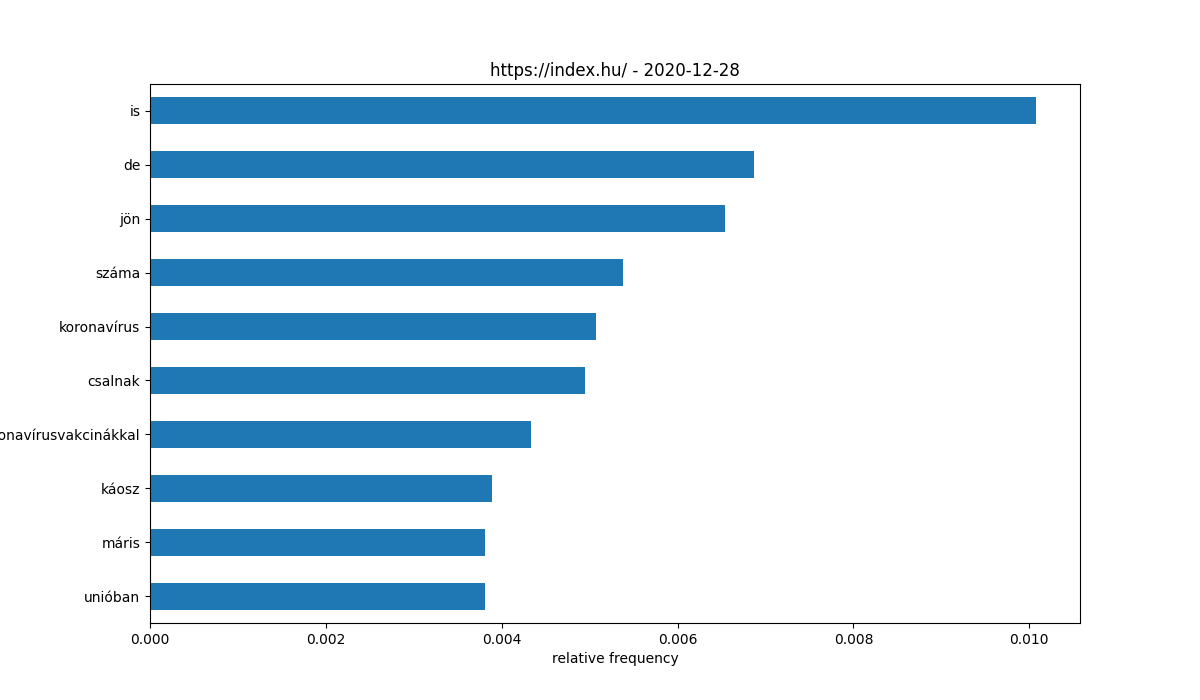 https://index.hu/ - 2020-12-28
is
de
jön
száma
koronavírus
csalnak
onavírusvakcinákkal
káosz
máris
unióban
0.000 0.002 0.004 0.006 0.008 0.010
relative frequency